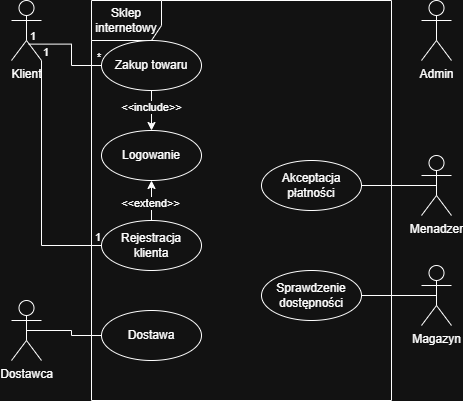 Sklep
internetowy
1
1
*
Klient
Zakup towaru
Admin
<<include>>
Logowanie
Akceptacja
płatności
<<extend>>
Menadżer
1
Rejestracja
klienta
Sprawdzenie
dostępności
Dostawa
Magazyn
Dostawca